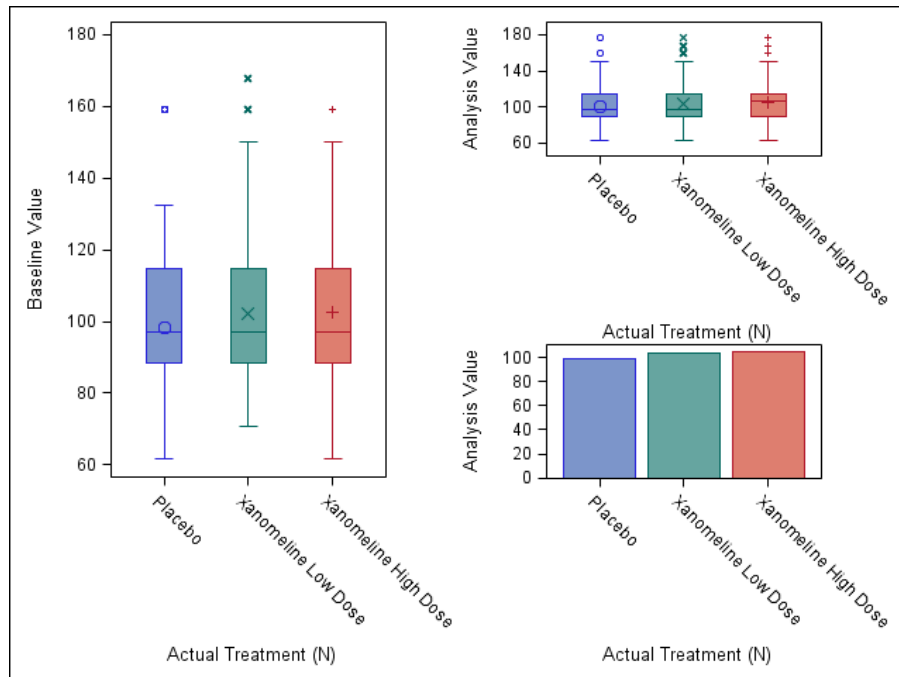 180
160
140
120
100
80
60
Baseline Value
Placebo
Xanomeline Low Dose
Xanomeline High Dose
Actual Treatment (N)
180
140
100
60
Analysis Value
Placebo
Xanomeline Low Dose
Xanomeline High Dose
Actual Treatment (N)
100
80
60
40
20
0
Analysis Value
Placebo
Xanomeline Low Dose
Xanomeline High Dose
Actual Treatment (N)